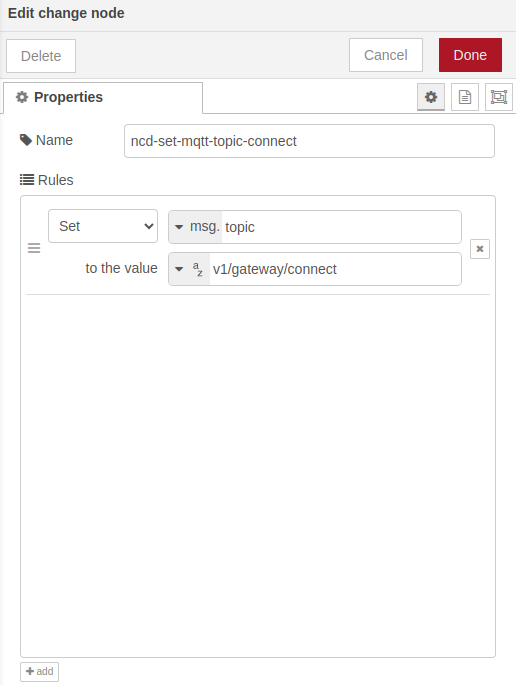 Edit change node
Delete Cancel Done
Properties
Name ncd-set-mqtt-topic-connect
Rules
Set msg. topic
to the value a z v1/gateway/connect
add